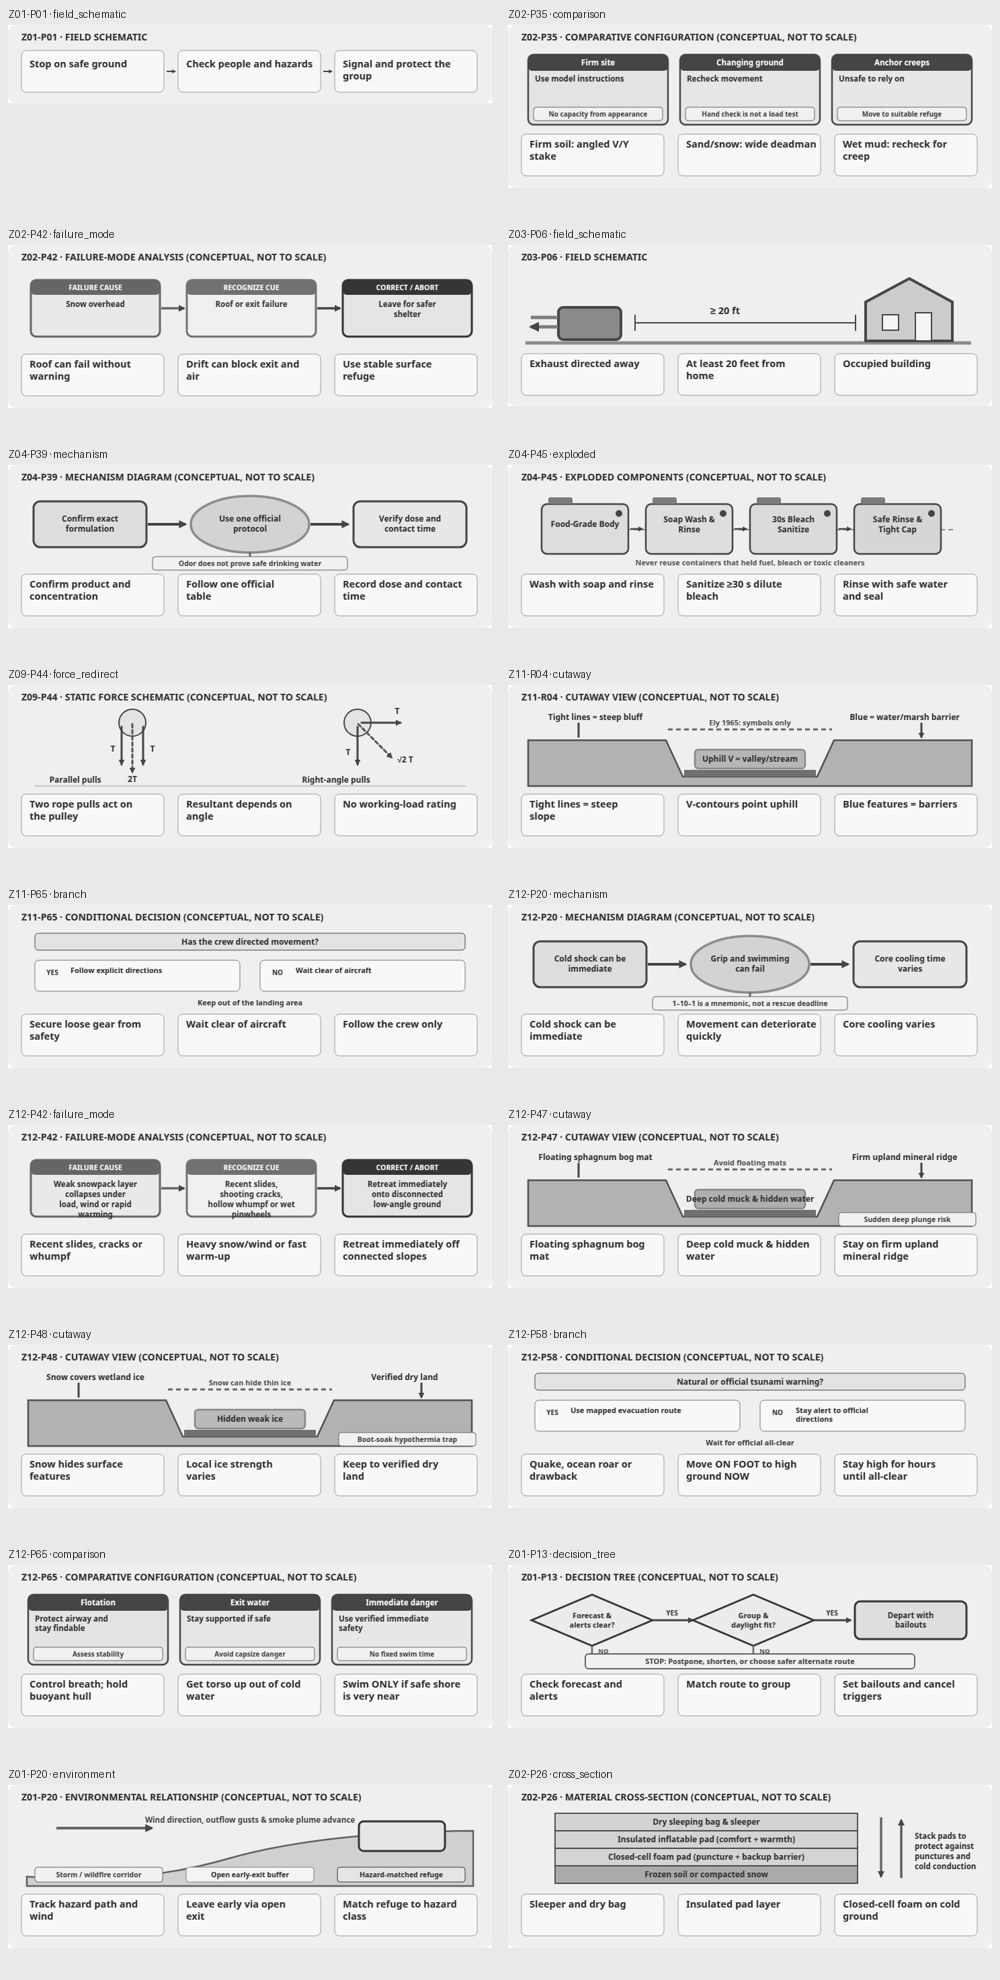 Z01-P01 · field_schematic
Z01-P01 · FIELD SCHEMATIC
Stop on safe ground
Check people and hazards
Signal and protect the
group
Z02-P35 · comparison
Z02-P35 · COMPARATIVE CONFIGURATION (CONCEPTUAL, NOT TO SCALE)
Firm site
Use model instructions
No capacity from appearance
Changing ground
Recheck movement
Hand check is not a load test
Anchor creeps
Unsafe to rely on
Move to suitable refuge
Firm soil: angled V/Y
stake
Sand/snow: wide deadman
Wet mud: recheck for
creep
Z02-P42 · failure_mode
Z02-P42 · FAILURE-MODE ANALYSIS (CONCEPTUAL, NOT TO SCALE)
FAILURE CAUSE
Snow overhead
RECOGNIZE CUE
Roof or exit failure
CORRECT / ABORT
Leave for safer
shelter
Roof can fail without
warning
Drift can block exit and
air
Use stable surface
refuge
Z03-P06 · field_schematic
Z03-P06 · FIELD SCHEMATIC
≥ 20 ft
Exhaust directed away
At least 20 feet from
home
Occupied building
Z04-P39 · mechanism
Z04-P39 · MECHANISM DIAGRAM (CONCEPTUAL, NOT TO SCALE)
Confirm exact
formulation
Use one official
protocol
Verify dose and
contact time
Odor does not prove safe drinking water
Confirm product and
concentration
Follow one official
table
Record dose and contact
time
Z04-P45 · exploded
Z04-P45 · EXPLODED COMPONENTS (CONCEPTUAL, NOT TO SCALE)
Food-Grade Body
Soap Wash &
Rinse
30s Bleach
Sanitize
Safe Rinse &
Tight Cap
Never reuse containers that held fuel, bleach or toxic cleaners
Wash with soap and rinse
Sanitize ≥30 s dilute
bleach
Rinse with safe water
and seal
Z09-P44 · force_redirect
Z09-P44 · STATIC FORCE SCHEMATIC (CONCEPTUAL, NOT TO SCALE)
T
T
2T
Parallel pulls
T
T
√2 T
Right-angle pulls
Two rope pulls act on
the pulley
Resultant depends on
angle
No working-load rating
Z11-R04 · cutaway
Z11-R04 · CUTAWAY VIEW (CONCEPTUAL, NOT TO SCALE)
Tight lines = steep bluff
Ely 1965: symbols only
Blue = water/marsh barrier
Uphill V = valley/stream
Tight lines = steep
slope
V-contours point uphill
Blue features = barriers
Z11-P65 · branch
Z11-P65 · CONDITIONAL DECISION (CONCEPTUAL, NOT TO SCALE)
Has the crew directed movement?
YES Follow explicit directions
NO Wait clear of aircraft
Keep out of the landing area
Secure loose gear from
safety
Wait clear of aircraft
Follow the crew only
Z12-P20 · mechanism
Z12-P20 · MECHANISM DIAGRAM (CONCEPTUAL, NOT TO SCALE)
Cold shock can be
immediate
Grip and swimming
can fail
Core cooling time
varies
1–10–1 is a mnemonic, not a rescue deadline
Cold shock can be
immediate
Movement can deteriorate
quickly
Core cooling varies
Z12-P42 · failure_mode
Z12-P42 · FAILURE-MODE ANALYSIS (CONCEPTUAL, NOT TO SCALE)
FAILURE CAUSE
Weak snowpack layer
collapses under
load, wind or rapid
warming
RECOGNIZE CUE
Recent slides,
shooting cracks,
hollow whumpf or wet
pinwheels
CORRECT / ABORT
Retreat immediately
onto disconnected
low-angle ground
Recent slides, cracks or
whumpf
Heavy snow/wind or fast
warm-up
Retreat immediately off
connected slopes
Z12-P47 · cutaway
Z12-P47 · CUTAWAY VIEW (CONCEPTUAL, NOT TO SCALE)
Floating sphagnum bog mat
Avoid floating mats
Firm upland mineral ridge
Deep cold muck & hidden water
Sudden deep plunge risk
Floating sphagnum bog
mat
Deep cold muck & hidden
water
Stay on firm upland
mineral ridge
Z12-P48 · cutaway
Z12-P48 · CUTAWAY VIEW (CONCEPTUAL, NOT TO SCALE)
Snow covers wetland ice
Snow can hide thin ice
Verified dry land
Hidden weak ice
Boot-soak hypothermia trap
Snow hides surface
features
Local ice strength
varies
Keep to verified dry
land
Z12-P58 · branch
Z12-P58 · CONDITIONAL DECISION (CONCEPTUAL, NOT TO SCALE)
Natural or official tsunami warning?
YES Use mapped evacuation route
NO Stay alert to official
directions
Wait for official all-clear
Quake, ocean roar or
drawback
Move ON FOOT to high
ground NOW
Stay high for hours
until all-clear
Z12-P65 · comparison
Z12-P65 · COMPARATIVE CONFIGURATION (CONCEPTUAL, NOT TO SCALE)
Flotation
Protect airway and
stay findable
Assess stability
Exit water
Stay supported if safe
Avoid capsize danger
Immediate danger
Use verified immediate
safety
No fixed swim time
Control breath; hold
buoyant hull
Get torso up out of cold
water
Swim ONLY if safe shore
is very near
Z01-P13 · decision_tree
Z01-P13 · DECISION TREE (CONCEPTUAL, NOT TO SCALE)
Forecast &
alerts clear?
YES
Group &
daylight fit?
YES
Depart with
bailouts
NO
NO
STOP: Postpone, shorten, or choose safer alternate route
Check forecast and
alerts
Match route to group
Set bailouts and cancel
triggers
Z01-P20 · environment
Z01-P20 · ENVIRONMENTAL RELATIONSHIP (CONCEPTUAL, NOT TO SCALE)
Wind direction, outflow gusts & smoke plume advance
Storm / wildfire corridor
Open early-exit buffer
Hazard-matched refuge
Track hazard path and
wind
Leave early via open
exit
Match refuge to hazard
class
Z02-P26 · cross_section
Z02-P26 · MATERIAL CROSS-SECTION (CONCEPTUAL, NOT TO SCALE)
Dry sleeping bag & sleeper
Insulated inflatable pad (comfort + warmth)
Closed-cell foam pad (puncture + backup barrier)
Frozen soil or compacted snow
Stack pads to
protect against
punctures and
cold conduction
Sleeper and dry bag
Insulated pad layer
Closed-cell foam on cold
ground